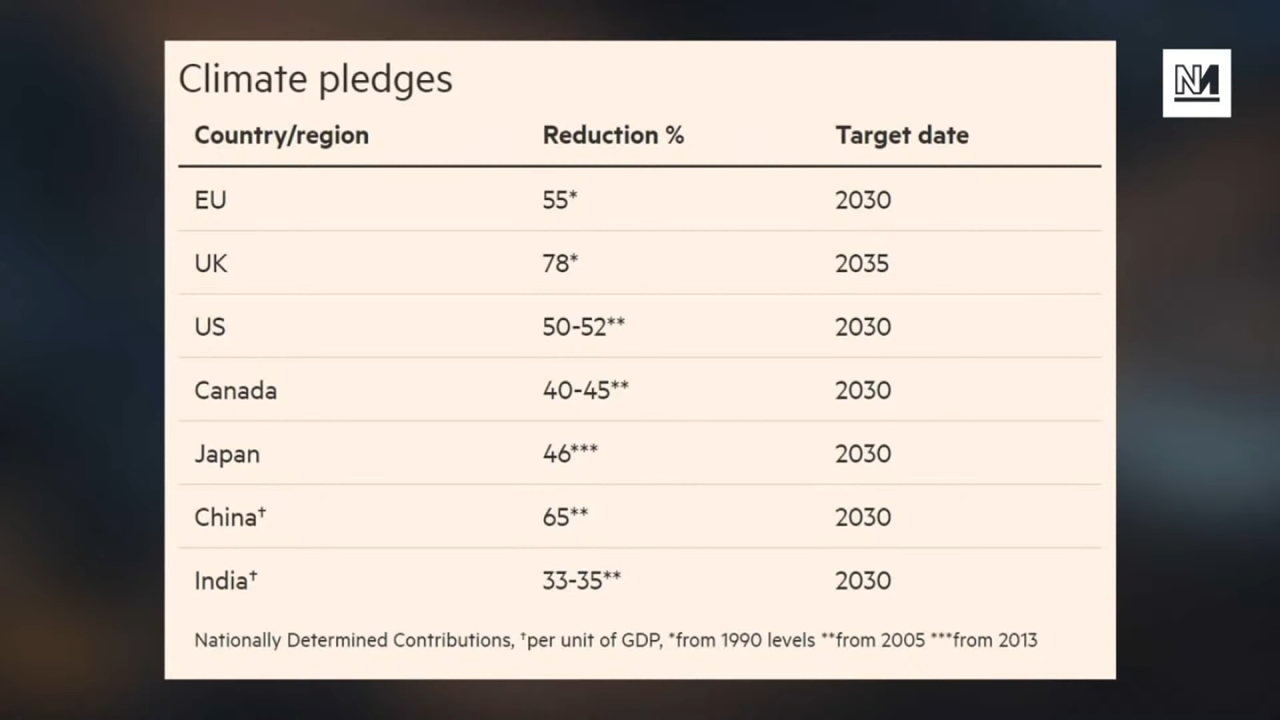 Climate pledges
Country/region Reduction % Target date
EU 55* 2030
UK 78* 2035
US 50-52** 2030
Canada 40-45** 2030
Japan 46*** 2030
China† 65** 2030
India† 33-35** 2030
Nationally Determined Contributions, †per unit of GDP, *from 1990 levels **from 2005 ***from 2013
NM